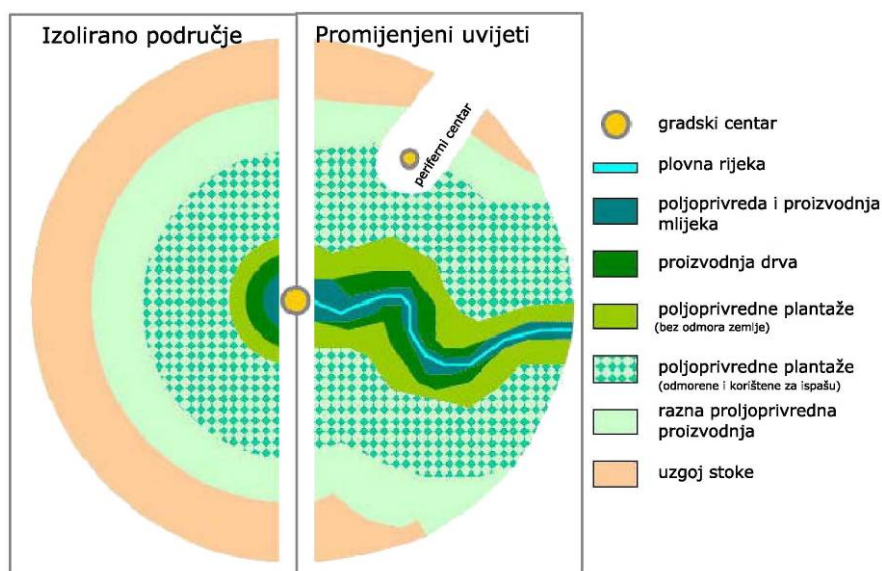 Izolirano područje
Promijenjeni uvijeti
periferni centar
gradski centar
plovna rijeka
poljoprivreda i proizvodnja
mlijeka
proizvodnja drva
poljoprivredne plantaže
(bez odmora zemlje)
poljoprivredne plantaže
(odmorene i korištene za ispašu)
razna proljoprivredna
proizvodnja
uzgoj stoke